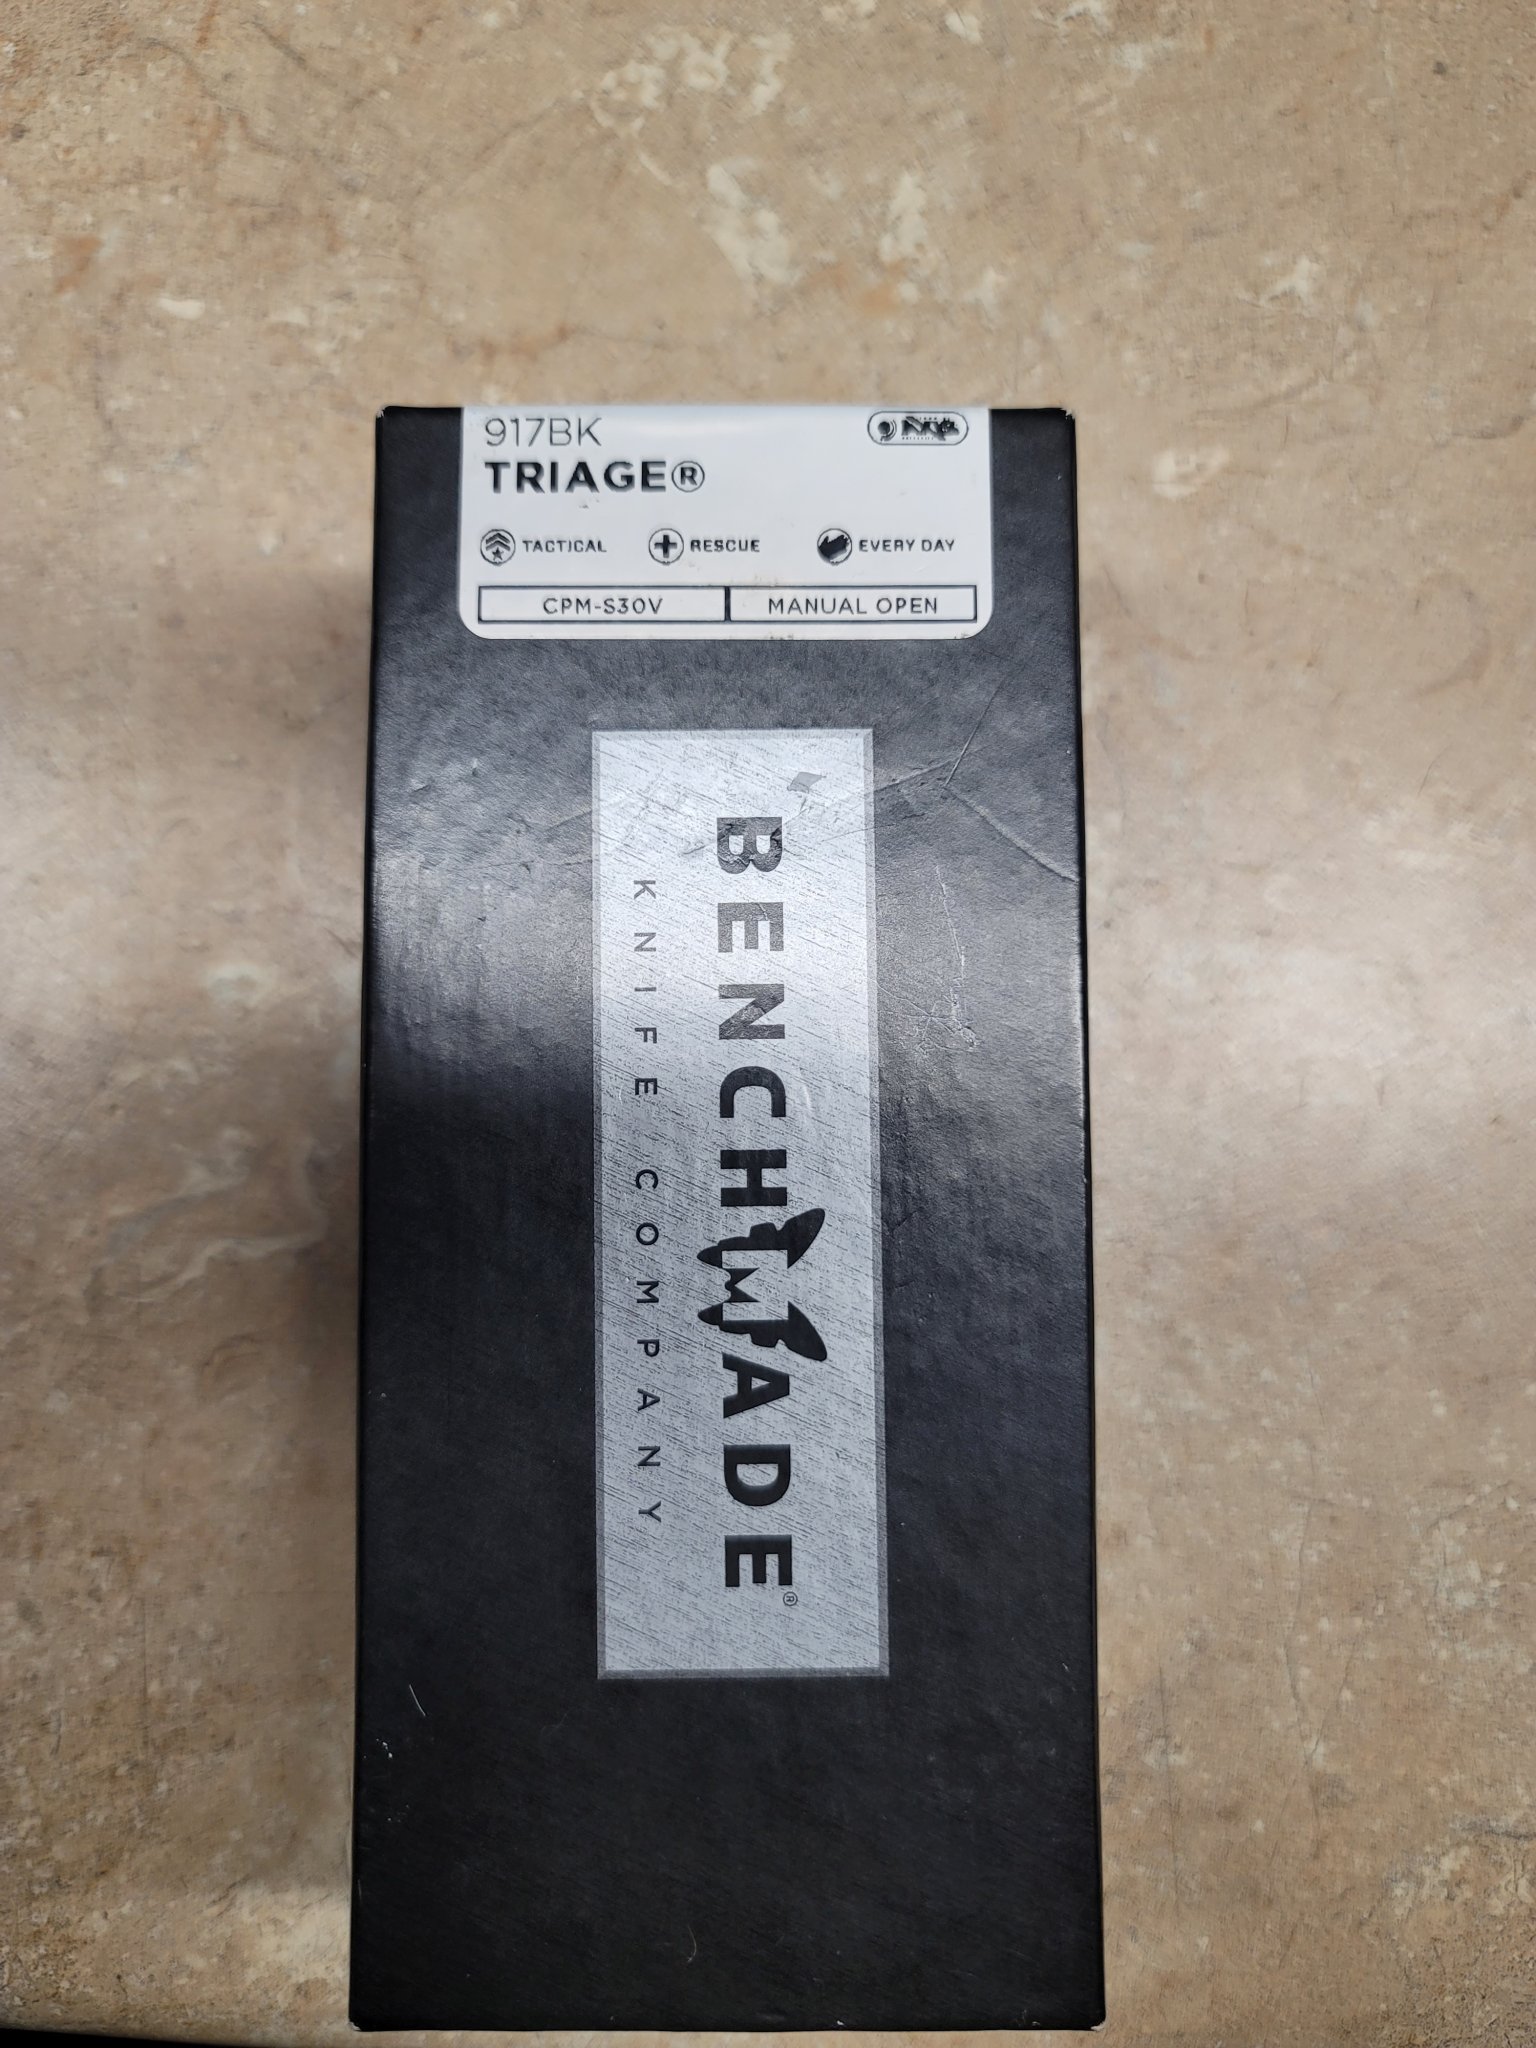 917BK
TRIAGE®
TACTICAL RESCUE EVERY DAY
CPM-S30V MANUAL OPEN
BENCHMADE®
KNIFE COMPANY